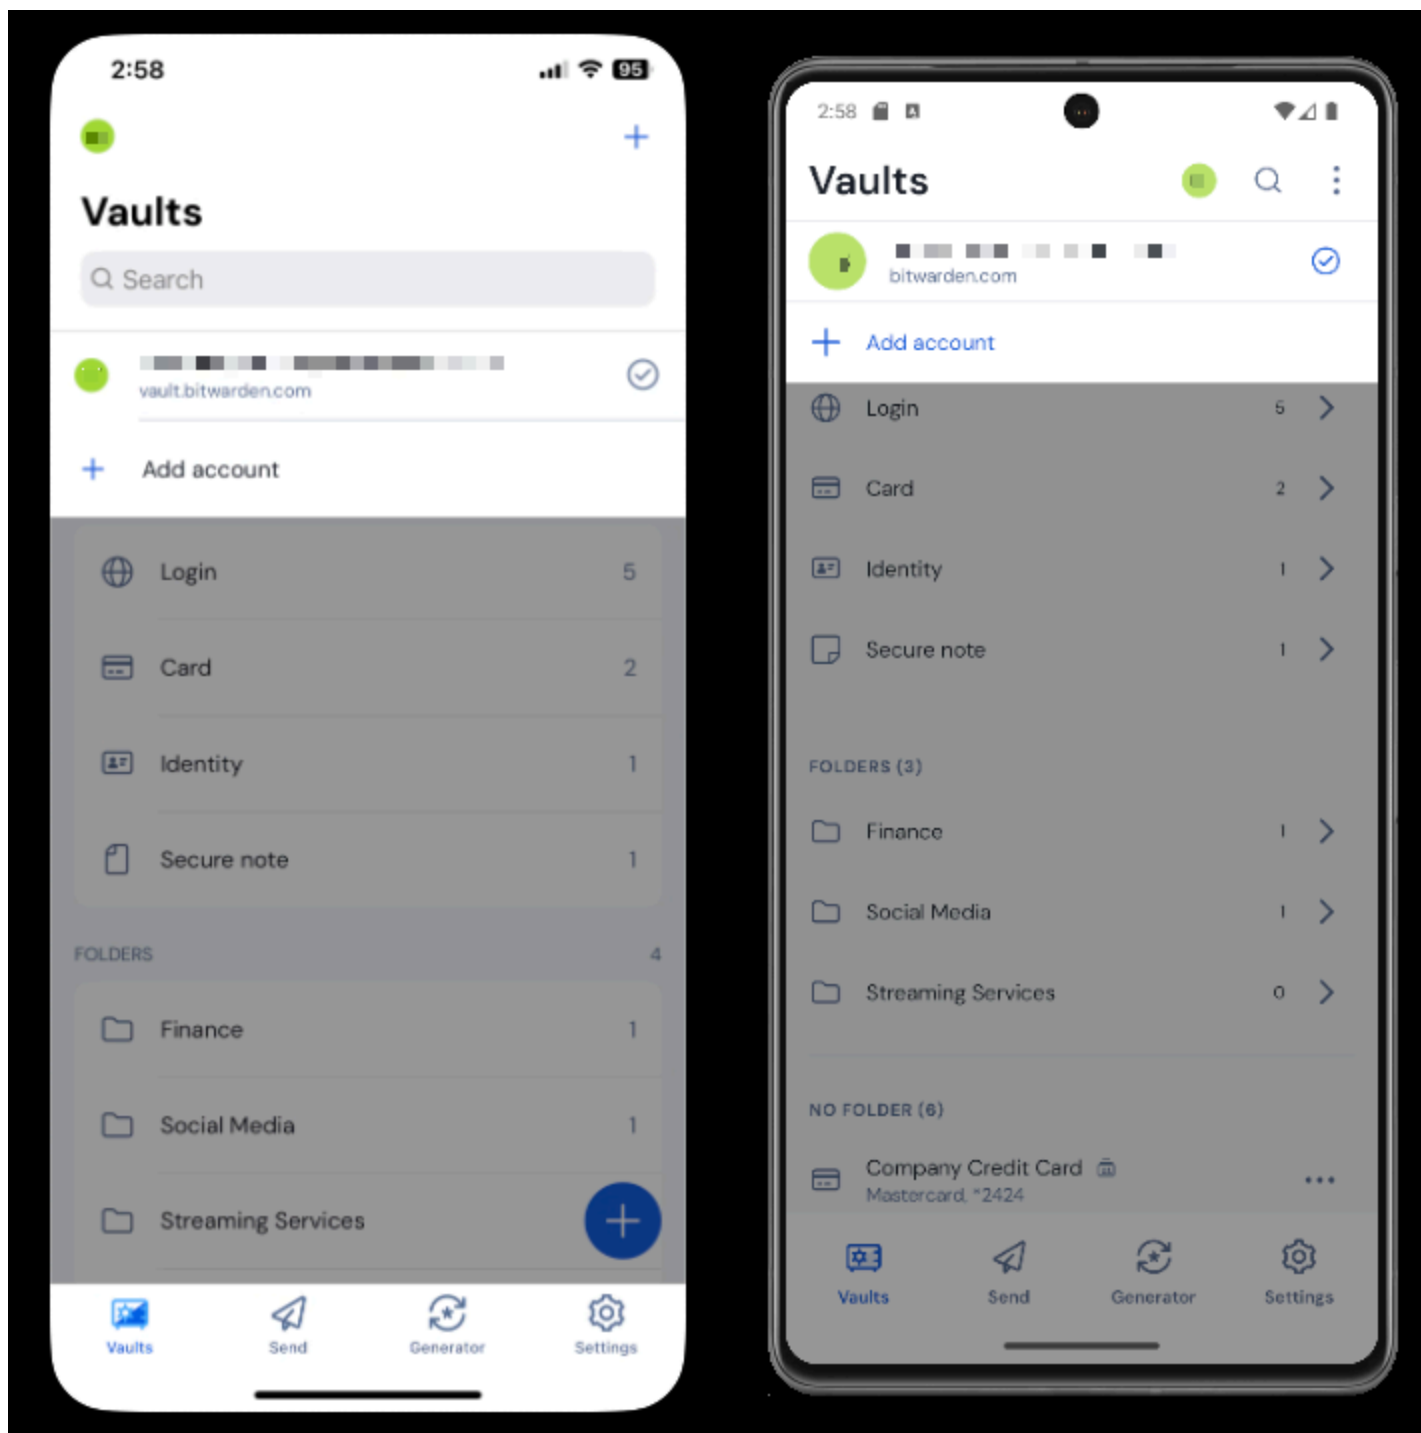 2:58
95
Vaults
Search
vault.bitwarden.com
Add account
Login 5
Card 2
Identity 1
Secure note 1
FOLDERS 4
Finance 1
Social Media 1
Streaming Services
Vaults Send Generator Settings
2:58
Vaults
bitwarden.com
Add account
Login 5
Card 2
Identity 1
Secure note 1
FOLDERS (3)
Finance 1
Social Media 1
Streaming Services 0
NO FOLDER (6)
Company Credit Card
Mastercard, *2424
Vaults Send Generator Settings